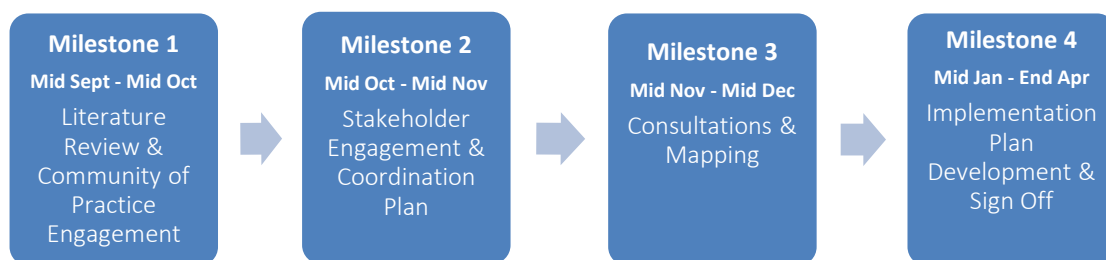 Milestone 1
Mid Sept - Mid Oct
Literature
Review &
Community of
Practice
Engagement
Milestone 2
Mid Oct - Mid Nov
Stakeholder
Engagement &
Coordination
Plan
Milestone 3
Mid Nov - Mid Dec
Consultations &
Mapping
Milestone 4
Mid Jan - End Apr
Implementation
Plan
Development &
Sign Off